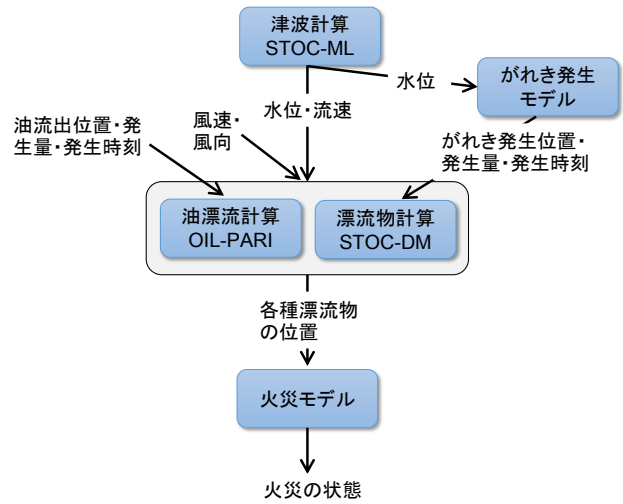 津波計算
STOC-ML
水位
がれき発生
モデル
油流出位置・発
生量・発生時刻
風速・
風向
水位・流速
がれき発生位置・
発生量・発生時刻
油漂流計算
OIL-PARI
漂流物計算
STOC-DM
各種漂流物
の位置
火災モデル
火災の状態